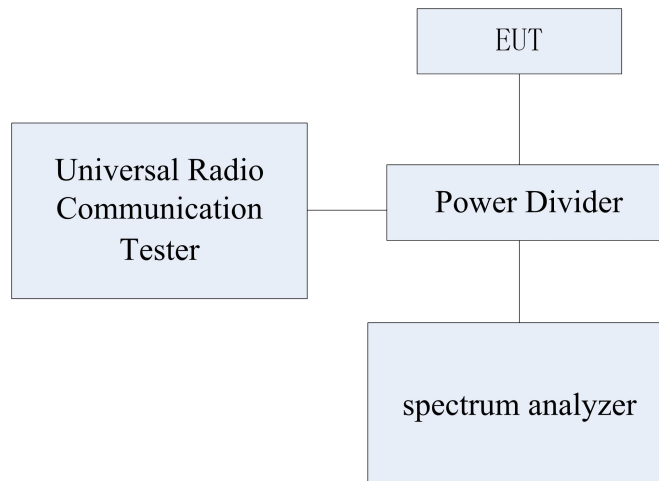 EUT
Universal Radio
Communication
Tester
Power Divider
spectrum analyzer